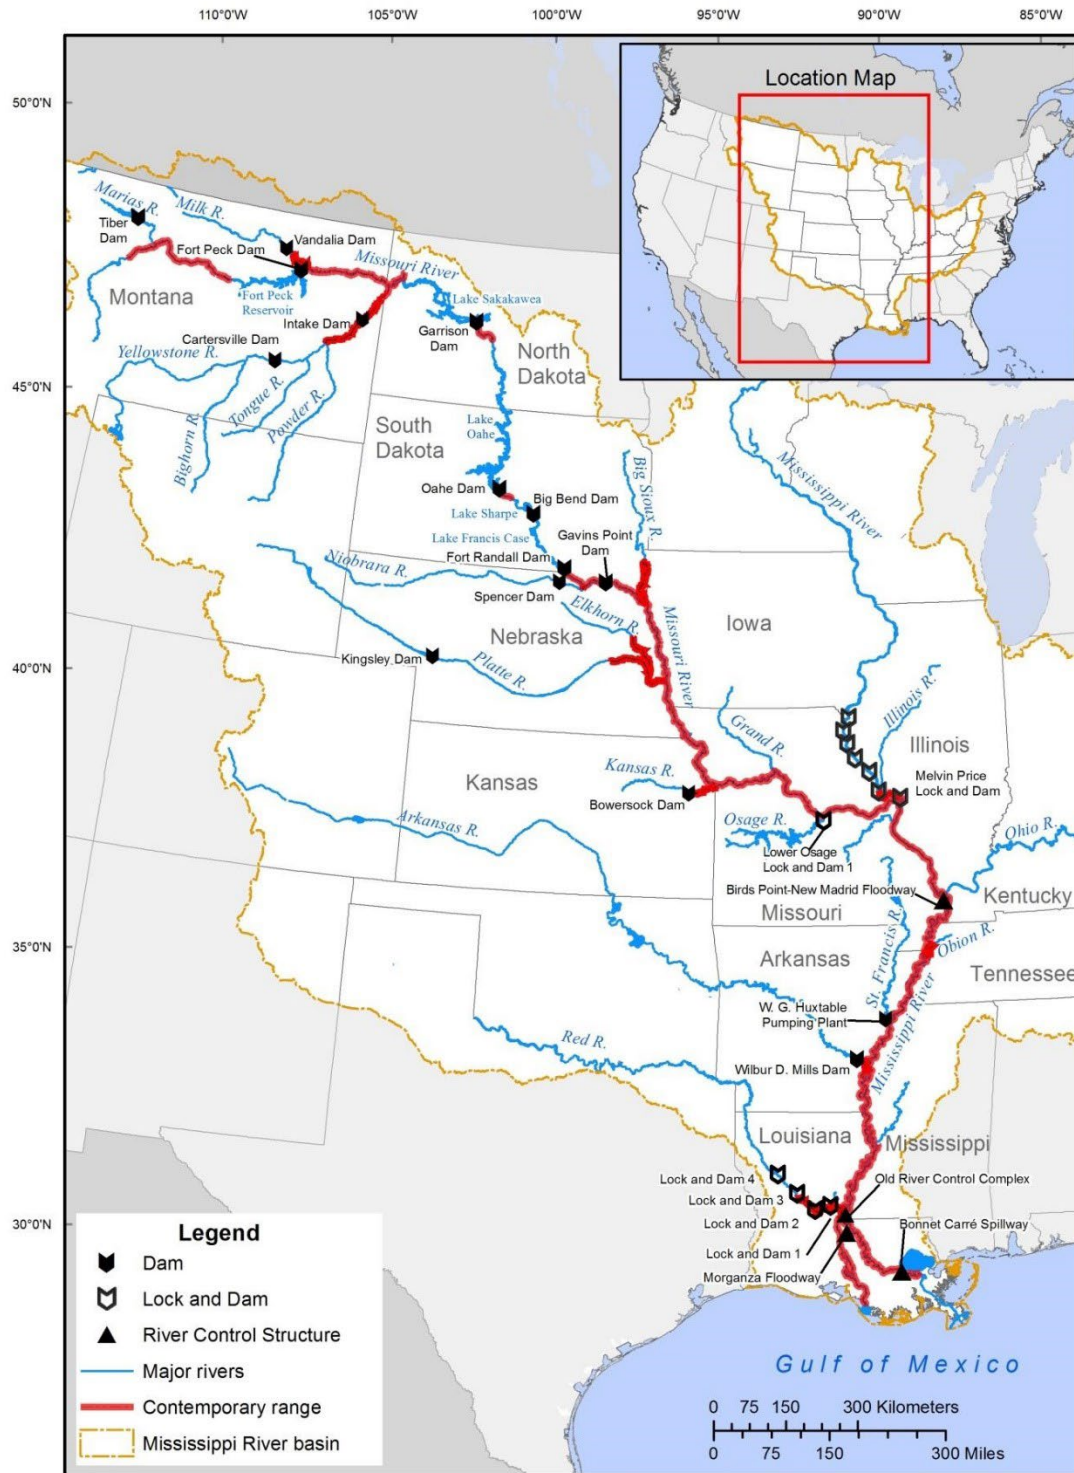 110°0'W
105°0'W
100°0'W
95°0'W
90°0'W
85°0'W
50°0'N
45°0'N
40°0'N
35°0'N
30°0'N
Location Map
Marias R.
Milk R.
Tiber
Dam
Vandalia Dam
Fort Peck Dam
Missouri River
Montana
Fort Peck
Reservoir
Lake Sakakawea
Intake Dam
Garrison
Dam
Cartersville Dam
North
Dakota
Yellowstone R.
Tongue R.
Powder R.
Bighorn R.
South
Dakota
Lake
Oahe
Mississippi River
Big Sioux R.
Oahe Dam
Big Bend Dam
Lake Sharpe
Gavins Point
Dam
Lake Francis Case
Fort Randall Dam
Niobrara R.
Spencer Dam
Elkhorn R.
Missouri River
Iowa
Nebraska
Kingsley Dam
Platte R.
Illinois R.
Grand R.
Illinois
Kansas
Kansas R.
Melvin Price
Lock and Dam
Bowersock Dam
Arkansas R.
Osage R.
Ohio R.
Lower Osage
Lock and Dam 1
Birds Point-New Madrid Floodway
Kentucky
Missouri
St. Francis R.
Obion R.
Arkansas
Tennessee
W. G. Huxtable
Pumping Plant
Mississippi River
Red R.
Wilbur D. Mills Dam
Louisiana
Mississippi
Lock and Dam 4
Old River Control Complex
Lock and Dam 3
Lock and Dam 2
Bonnet Carré Spillway
Lock and Dam 1
Morganza Floodway
Legend
Dam
Lock and Dam
River Control Structure
Major rivers
Contemporary range
Mississippi River basin
Gulf of Mexico
0 75 150 300 Kilometers
0 75 150 300 Miles